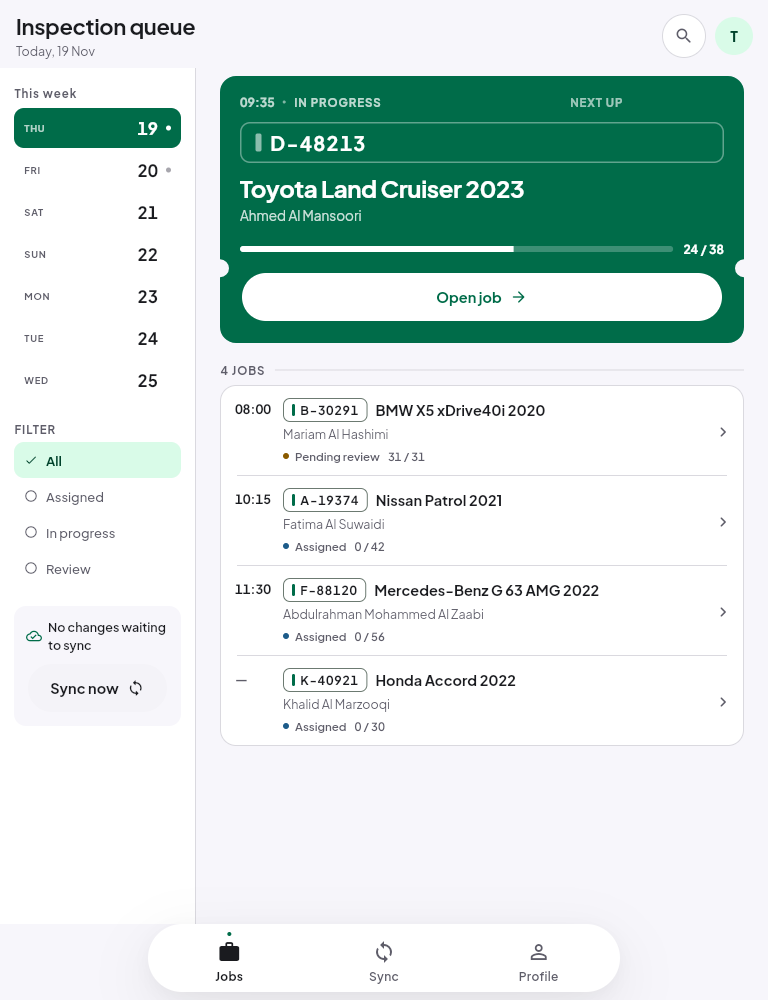 Inspection queue
Today, 19 Nov
T
This week
THU 19
FRI 20
SAT 21
SUN 22
MON 23
TUE 24
WED 25
FILTER
All
Assigned
In progress
Review
No changes waiting
to sync
Sync now
09:35 • IN PROGRESS
NEXT UP
D-48213
Toyota Land Cruiser 2023
Ahmed Al Mansoori
24 / 38
Open job
4 JOBS
08:00 B-30291 BMW X5 xDrive40i 2020
Mariam Al Hashimi
Pending review 31 / 31
10:15 A-19374 Nissan Patrol 2021
Fatima Al Suwaidi
Assigned 0 / 42
11:30 F-88120 Mercedes-Benz G 63 AMG 2022
Abdulrahman Mohammed Al Zaabi
Assigned 0 / 56
— K-40921 Honda Accord 2022
Khalid Al Marzooqi
Assigned 0 / 30
Jobs
Sync
Profile